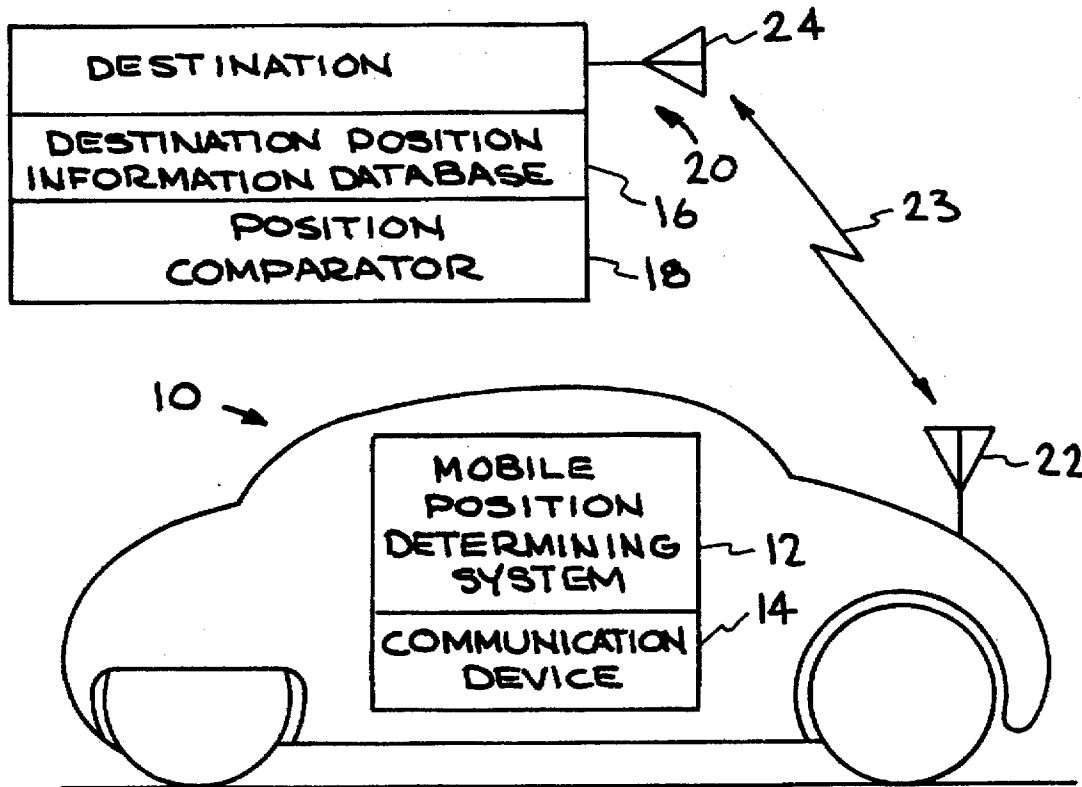 DESTINATION
24
DESTINATION POSITION
INFORMATION DATABASE
20
16
23
POSITION
COMPARATOR
18
10
22
MOBILE
POSITION
DETERMINING
SYSTEM
12
14
COMMUNICATION
DEVICE